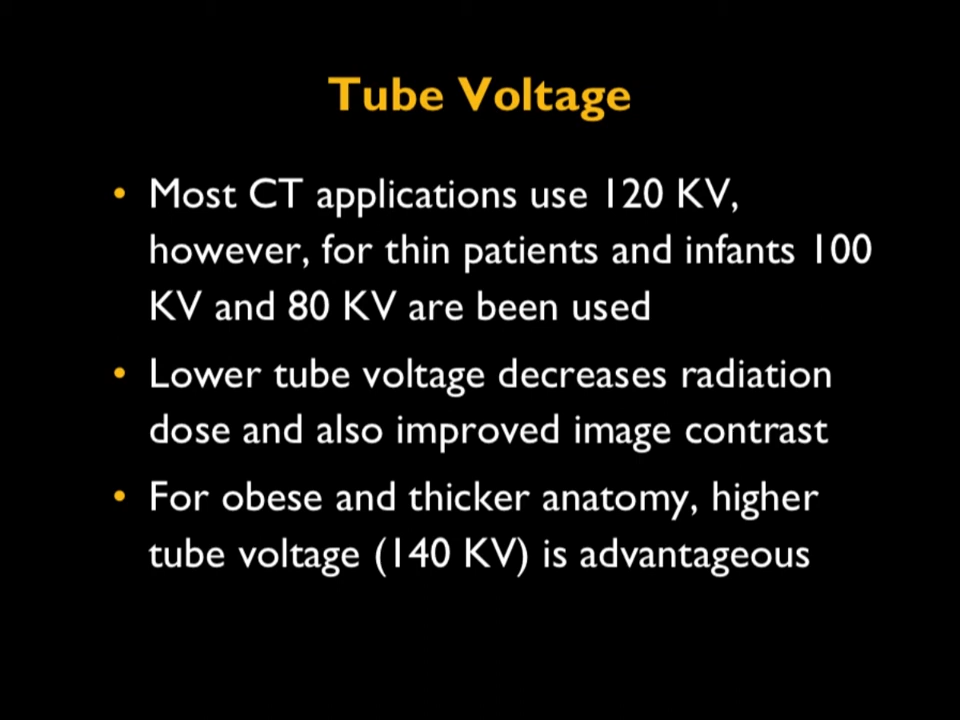 Tube Voltage
• Most CT applications use 120 KV,
however, for thin patients and infants 100
KV and 80 KV are been used
• Lower tube voltage decreases radiation
dose and also improved image contrast
• For obese and thicker anatomy, higher
tube voltage (140 KV) is advantageous